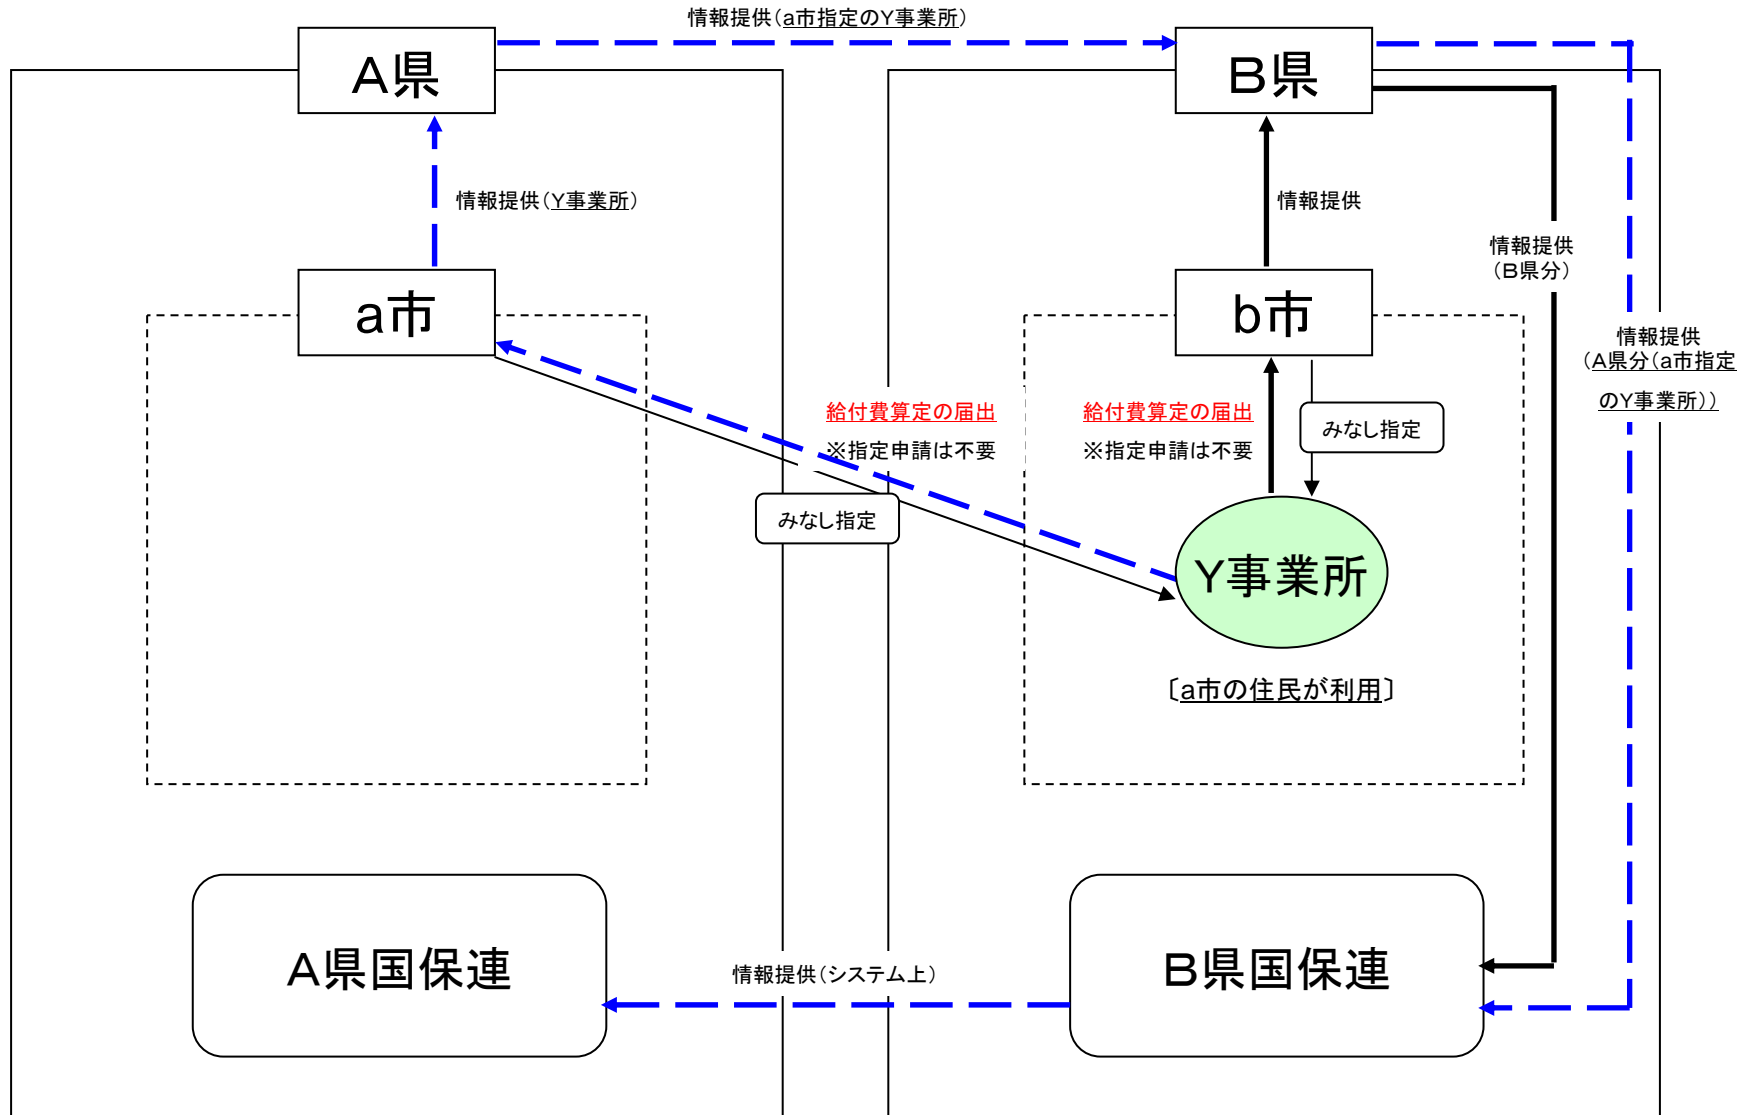 情報提供(a市指定のY事業所)
A県
B県
情報提供(Y事業所)
情報提供
情報提供
(B県分)
a市
b市
情報提供
(A県分(a市指定
のY事業所))
給付費算定の届出
※指定申請は不要
給付費算定の届出
※指定申請は不要
みなし指定
みなし指定
Y事業所
〔a市の住民が利用〕
A県国保連
情報提供(システム上)
B県国保連